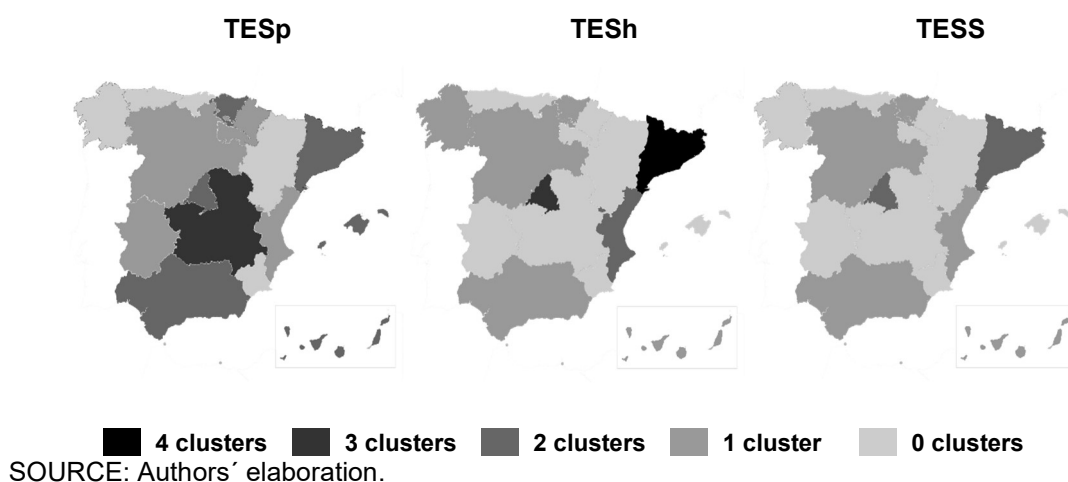 TESp TESh TESS
4 clusters 3 clusters 2 clusters 1 cluster 0 clusters
SOURCE: Authors´ elaboration.